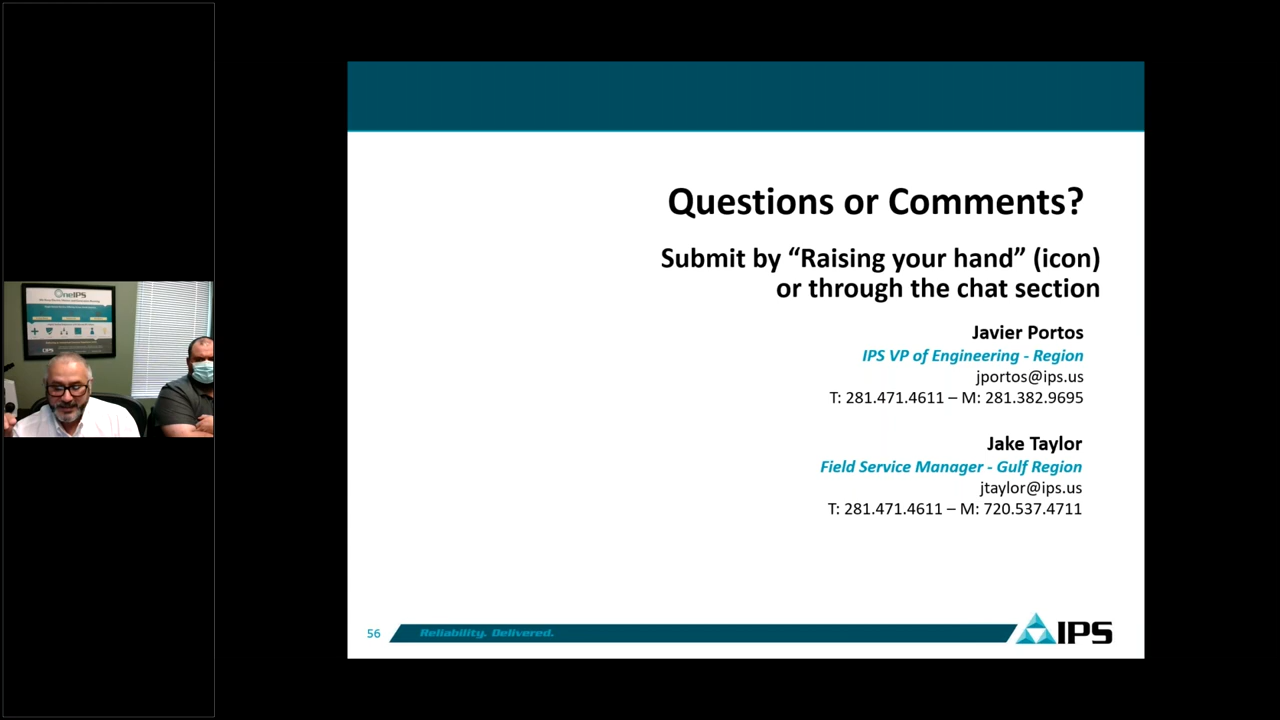 OneIPS
Questions or Comments?
Submit by “Raising your hand” (icon)
or through the chat section
Javier Portos
IPS VP of Engineering - Region
jportos@ips.us
T: 281.471.4611 – M: 281.382.9695
Jake Taylor
Field Service Manager - Gulf Region
jtaylor@ips.us
T: 281.471.4611 – M: 720.537.4711
56
Reliability. Delivered.
IPS